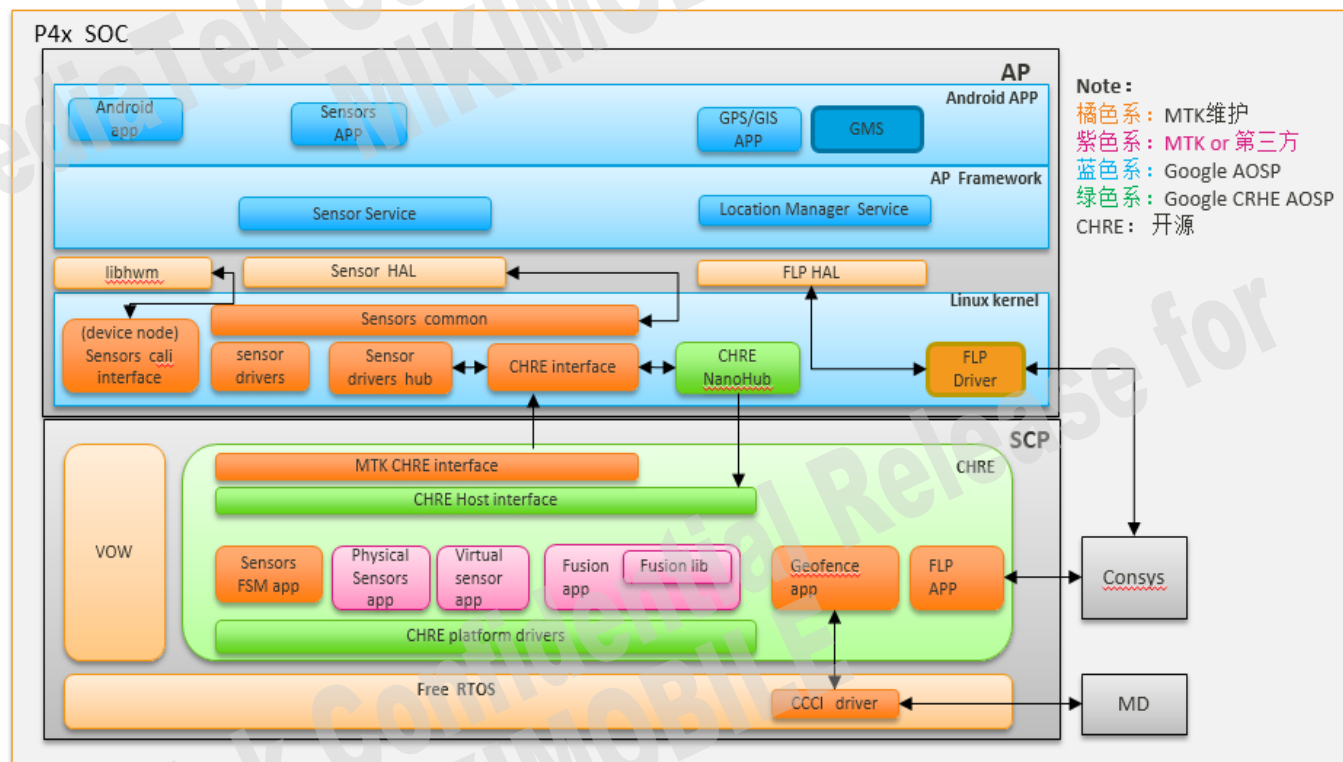 P4x SOC
AP
Android APP
Android
app
Sensors
APP
GPS/GIS
APP
GMS
AP Framework
Sensor Service
Location Manager Service
libhwm
Sensor HAL
FLP HAL
Linux kernel
Sensors common
(device node)
Sensors cali
interface
sensor
drivers
Sensor
drivers hub
CHRE interface
CHRE
NanoHub
FLP
Driver
SCP
CHRE
MTK CHRE interface
CHRE Host interface
VOW
Sensors
FSM app
Physical
Sensors
app
Virtual
sensor
app
Fusion
app
Fusion lib
Geofence
app
FLP
APP
CHRE platform drivers
Free RTOS
CCCI driver
Consys
MD
Note：
橘色系：MTK维护
紫色系：MTK or 第三方
蓝色系：Google AOSP
绿色系：Google CRHE AOSP
CHRE： 开源
MediaTek Confidential Release for
MIKIMOBILE